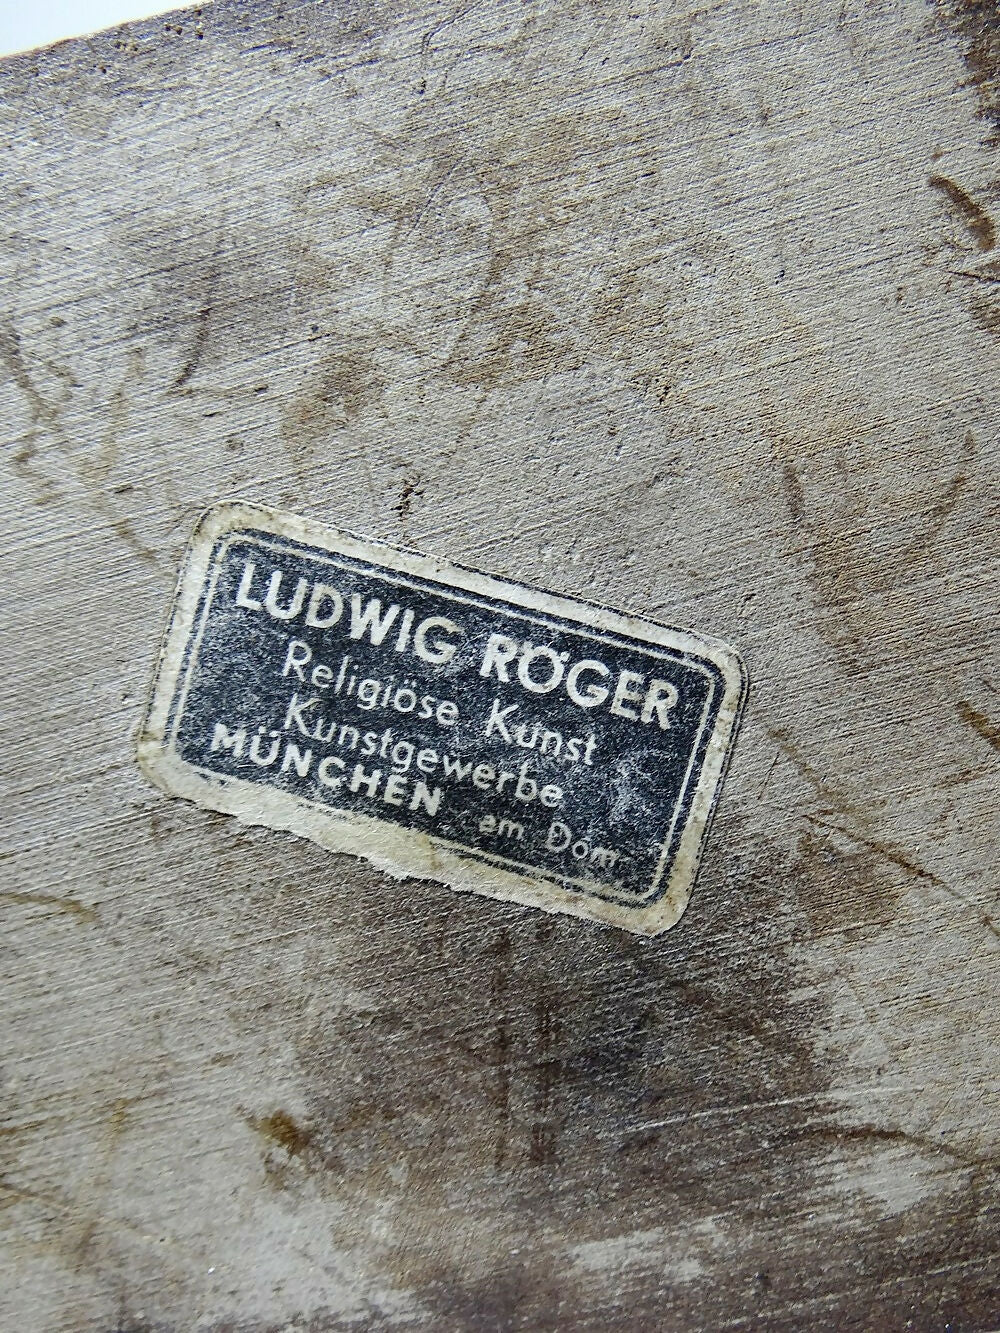 LUDWIG RÖGER
Religiöse Kunst
Kunstgewerbe
MÜNCHEN am Dom